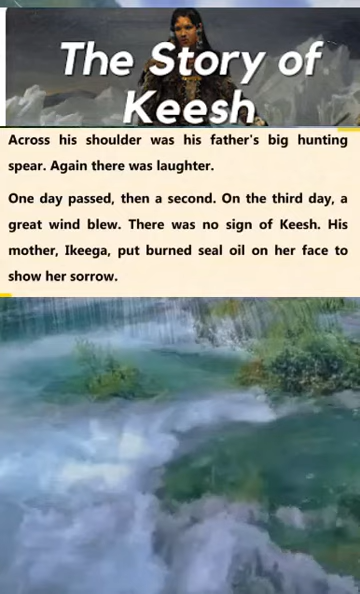 The Story of
Keesh
Across his shoulder was his father's big hunting
spear. Again there was laughter.
One day passed, then a second. On the third day, a
great wind blew. There was no sign of Keesh. His
mother, Ikeega, put burned seal oil on her face to
show her sorrow.